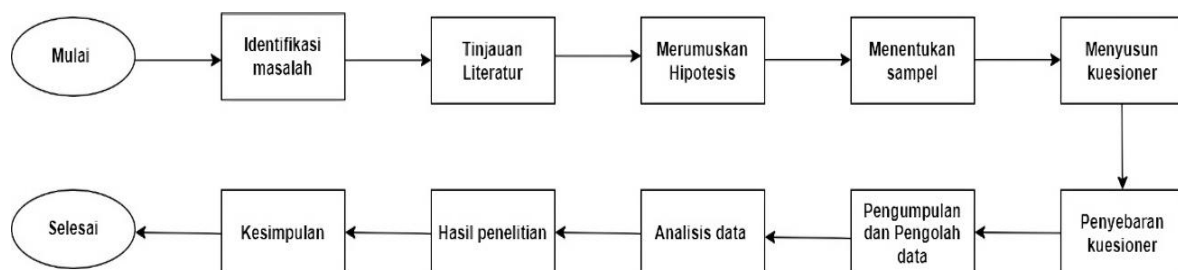 Mulai
Identifikasi
masalah
Tinjauan
Literatur
Merumuskan
Hipotesis
Menentukan
sampel
Menyusun
kuesioner
Penyebaran
kuesioner
Pengumpulan
dan Pengolah
data
Analisis data
Hasil penelitian
Kesimpulan
Selesai